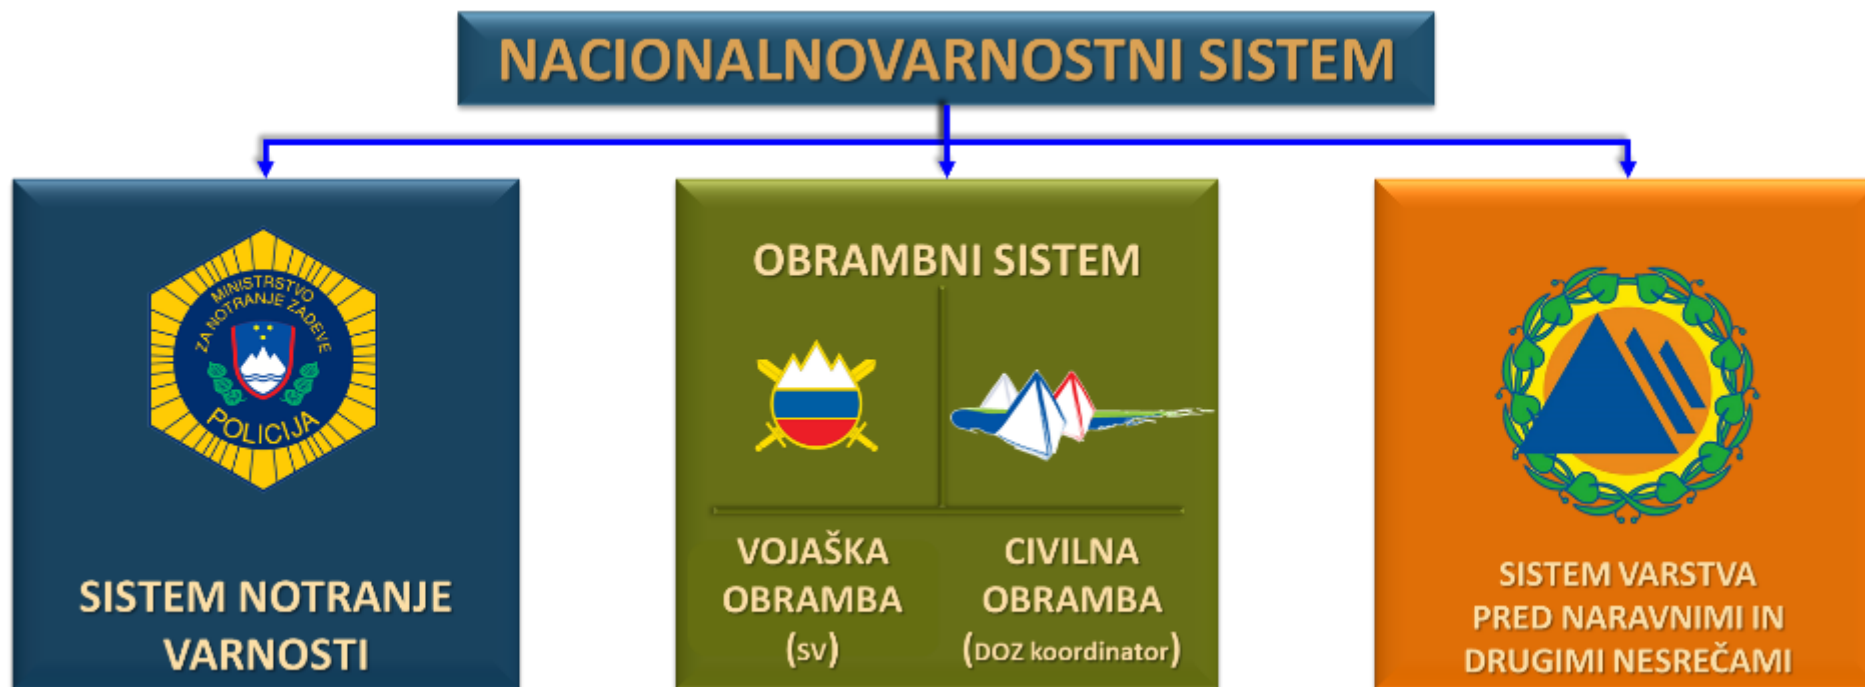 NACIONALNOVARNOSTNI SISTEM
MINISTRSTVO
ZA NOTRANJE ZADEVE
POLICIJA
SISTEM NOTRANJE
VARNOSTI
OBRAMBNI SISTEM
VOJAŠKA
OBRAMBA
(SV)
CIVILNA
OBRAMBA
(DOZ koordinator)
SISTEM VARSTVA
PRED NARAVNIMI IN
DRUGIMI NESREČAMI